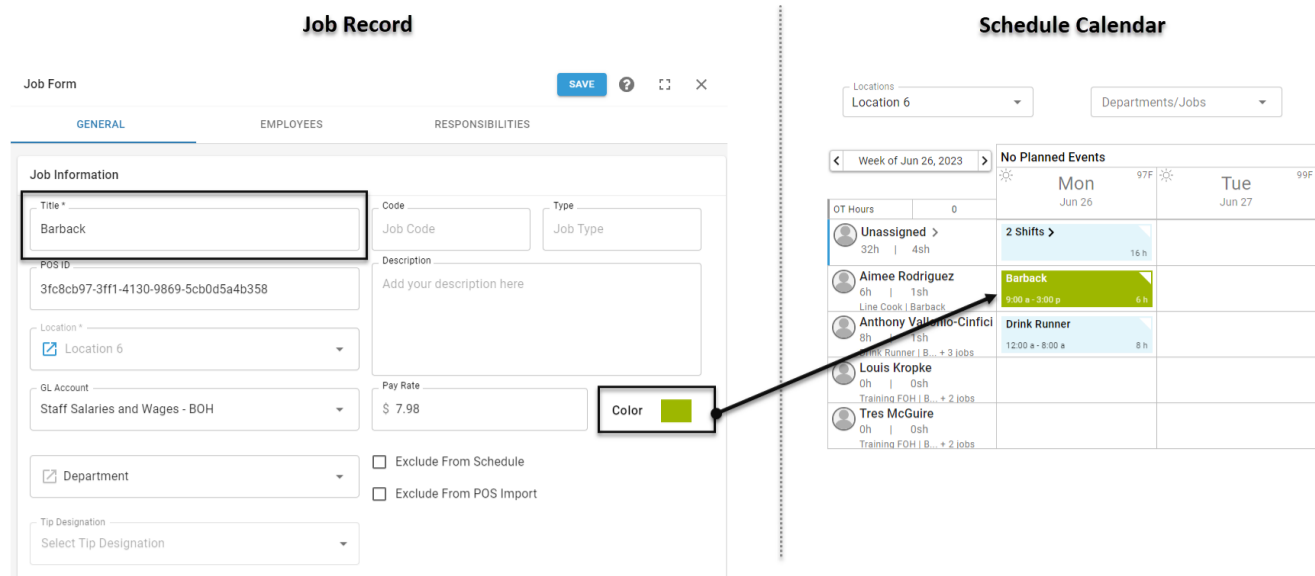 Job Record
Job Form
SAVE
GENERAL EMPLOYEES RESPONSIBILITIES
Job Information
Title *
Barback
Code
Job Code
Type
Job Type
POS ID
3fc8cb97-3ff1-4130-9869-5cb0d5a4b358
Description
Add your description here
Location *
Location 6
GL Account
Staff Salaries and Wages - BOH
Pay Rate
$ 7.98
Color
Department
Exclude From Schedule
Exclude From POS Import
Tip Designation
Select Tip Designation
Schedule Calendar
Locations
Location 6
Departments/Jobs
Week of Jun 26, 2023
No Planned Events
97F
Mon
Jun 26
99F
Tue
Jun 27
OT Hours 0
Unassigned >
32h | 4sh
2 Shifts >
16 h
Aimee Rodriguez
6h | 1sh
Line Cook | Barback
Barback
9:00 a - 3:00 p 6 h
Anthony Vallonio-Cinfici
8h | 1sh
Drink Runner | B... + 3 jobs
Drink Runner
12:00 a - 8:00 a 8 h
Louis Kropke
0h | 0sh
Training FOH | B... + 2 jobs
Tres McGuire
0h | 0sh
Training FOH | B... + 2 jobs